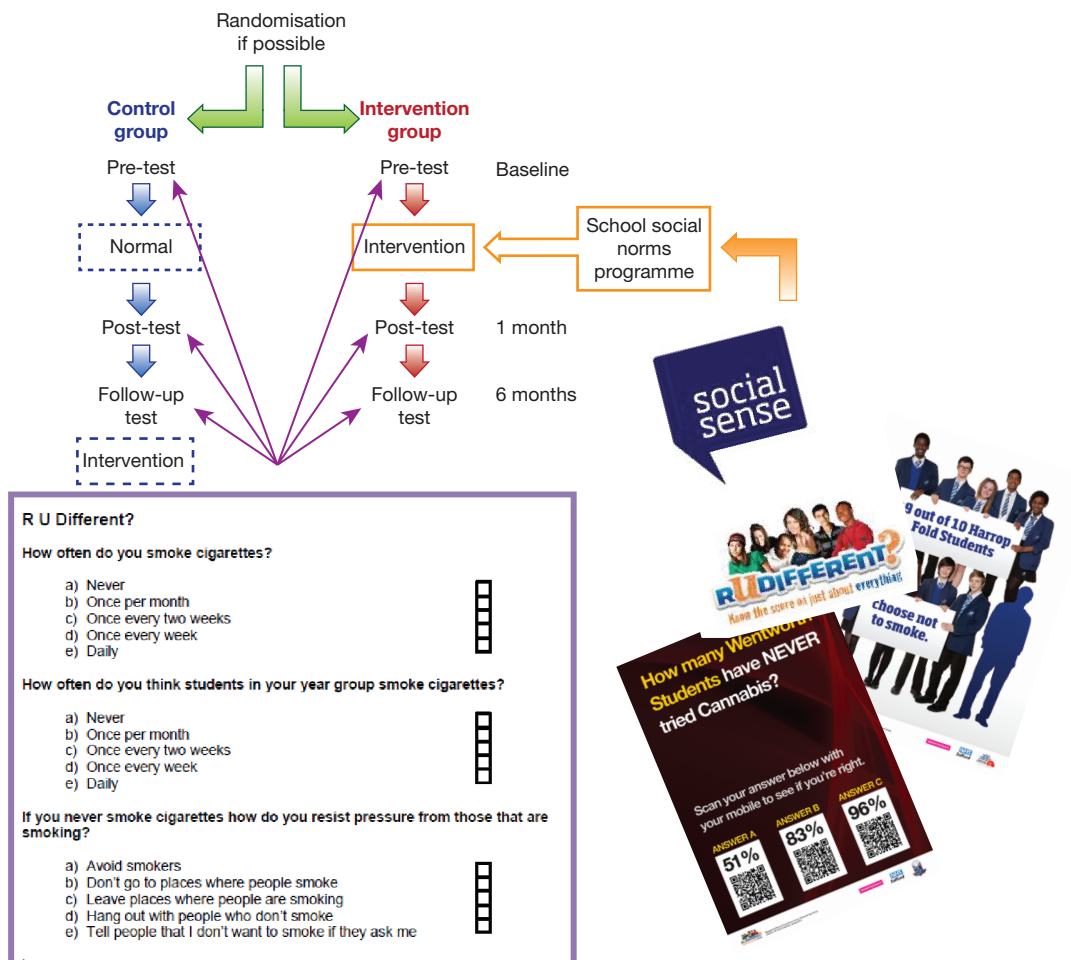 Randomisation
if possible
Control
group
Intervention
group
Pre-test
Pre-test
Baseline
Normal
Intervention
School social
norms
programme
Post-test
Post-test
1 month
Follow-up
test
Follow-up
test
6 months
Intervention
social
sense
R U Different?
How often do you smoke cigarettes?
a) Never
b) Once per month
c) Once every two weeks
d) Once every week
e) Daily
How often do you think students in your year group smoke cigarettes?
a) Never
b) Once per month
c) Once every two weeks
d) Once every week
e) Daily
If you never smoke cigarettes how do you resist pressure from those that are
smoking?
a) Avoid smokers
b) Don't go to places where people smoke
c) Leave places where people are smoking
d) Hang out with people who don't smoke
e) Tell people that I don't want to smoke if they ask me
RUDIFFERENT?
Know the score on just about everything
9 out of 10 Harrop
Fold Students
choose not
to smoke.
How many Wentworth
Students have NEVER
tried Cannabis?
Scan your answer below with
your mobile to see if you're right.
ANSWER A
51%
ANSWER B
83%
ANSWER C
96%